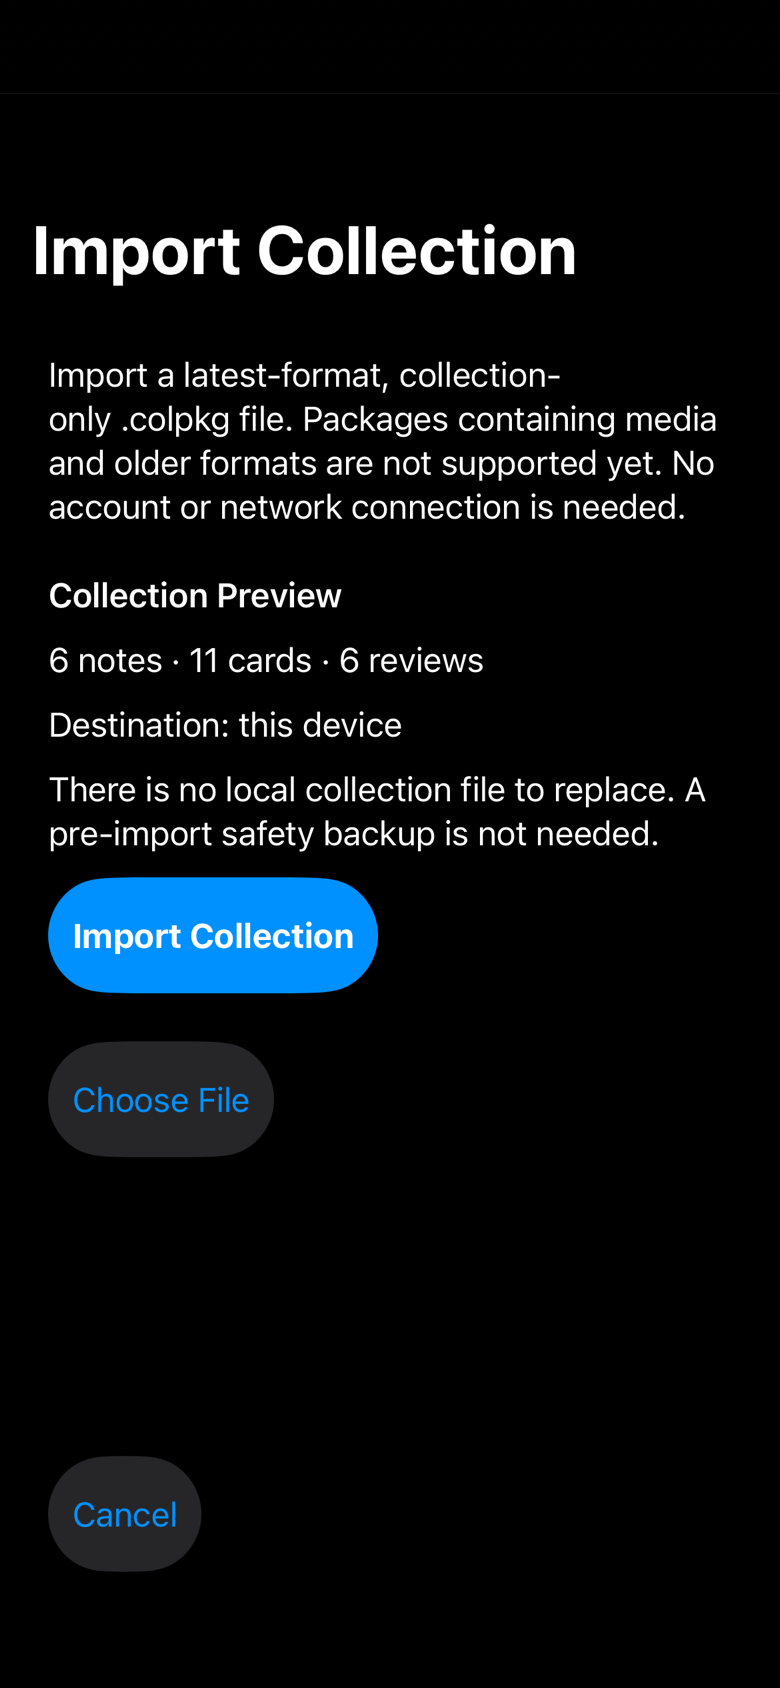 Import Collection
Import a latest-format, collection-
only .colpkg file. Packages containing media
and older formats are not supported yet. No
account or network connection is needed.
Collection Preview
6 notes · 11 cards · 6 reviews
Destination: this device
There is no local collection file to replace. A
pre-import safety backup is not needed.
Import Collection
Choose File
Cancel